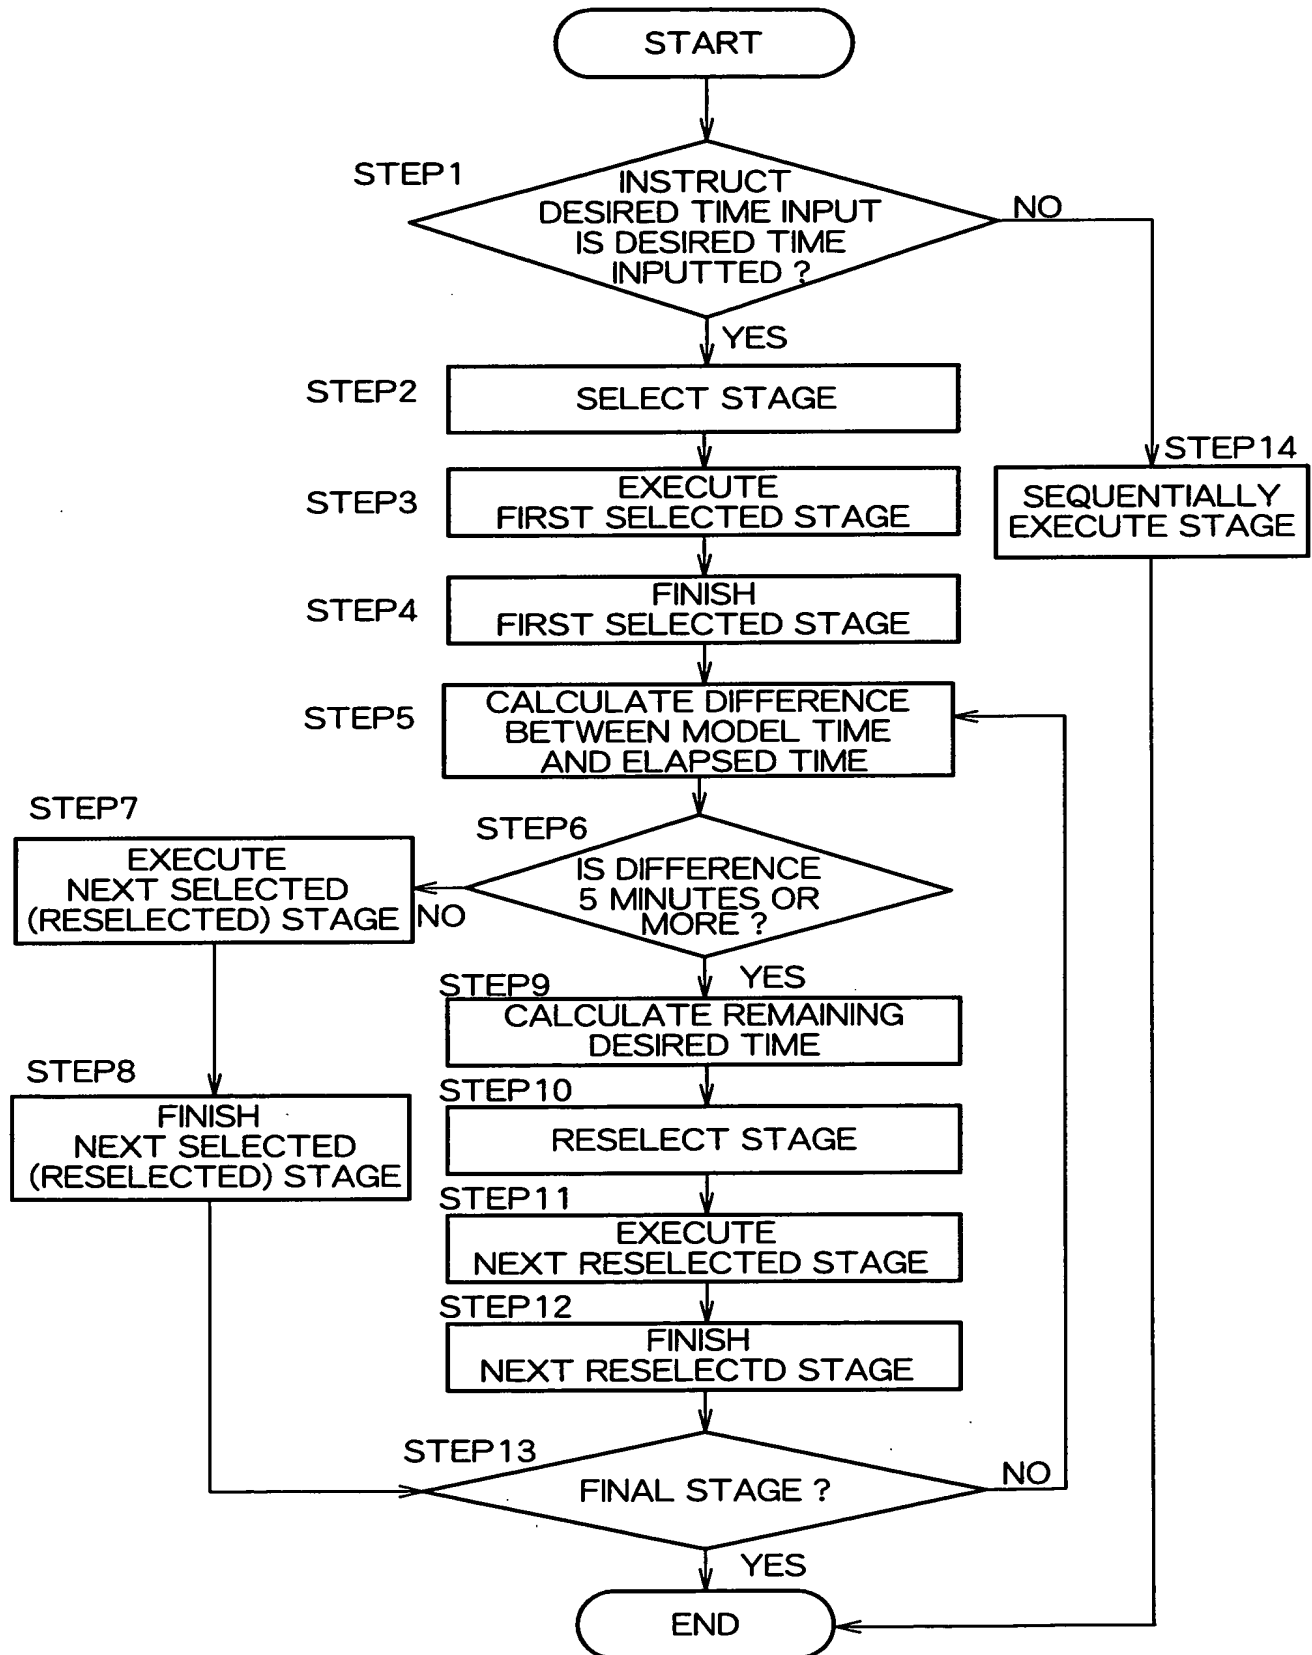 START
STEP1
INSTRUCT
DESIRED TIME INPUT
IS DESIRED TIME
INPUTTED ?
NO
YES
STEP2
SELECT STAGE
STEP14
SEQUENTIALLY
EXECUTE STAGE
STEP3
EXECUTE
FIRST SELECTED STAGE
STEP4
FINISH
FIRST SELECTED STAGE
STEP5
CALCULATE DIFFERENCE
BETWEEN MODEL TIME
AND ELAPSED TIME
STEP6
IS DIFFERENCE
5 MINUTES OR
MORE ?
NO
YES
STEP7
EXECUTE
NEXT SELECTED
(RESELECTED) STAGE
STEP8
FINISH
NEXT SELECTED
(RESELECTED) STAGE
STEP9
CALCULATE REMAINING
DESIRED TIME
STEP10
RESELECT STAGE
STEP11
EXECUTE
NEXT RESELECTED STAGE
STEP12
FINISH
NEXT RESELECTD STAGE
STEP13
FINAL STAGE ?
NO
YES
END